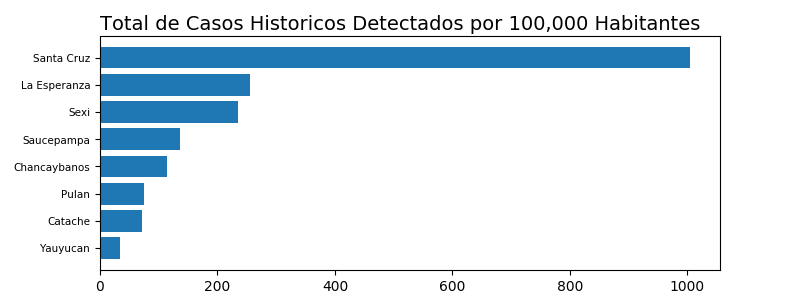 Total de Casos Historicos Detectados por 100,000 Habitantes
Santa Cruz
La Esperanza
Sexi
Saucepampa
Chancaybanos
Pulan
Catache
Yauyucan
0 200 400 600 800 1000